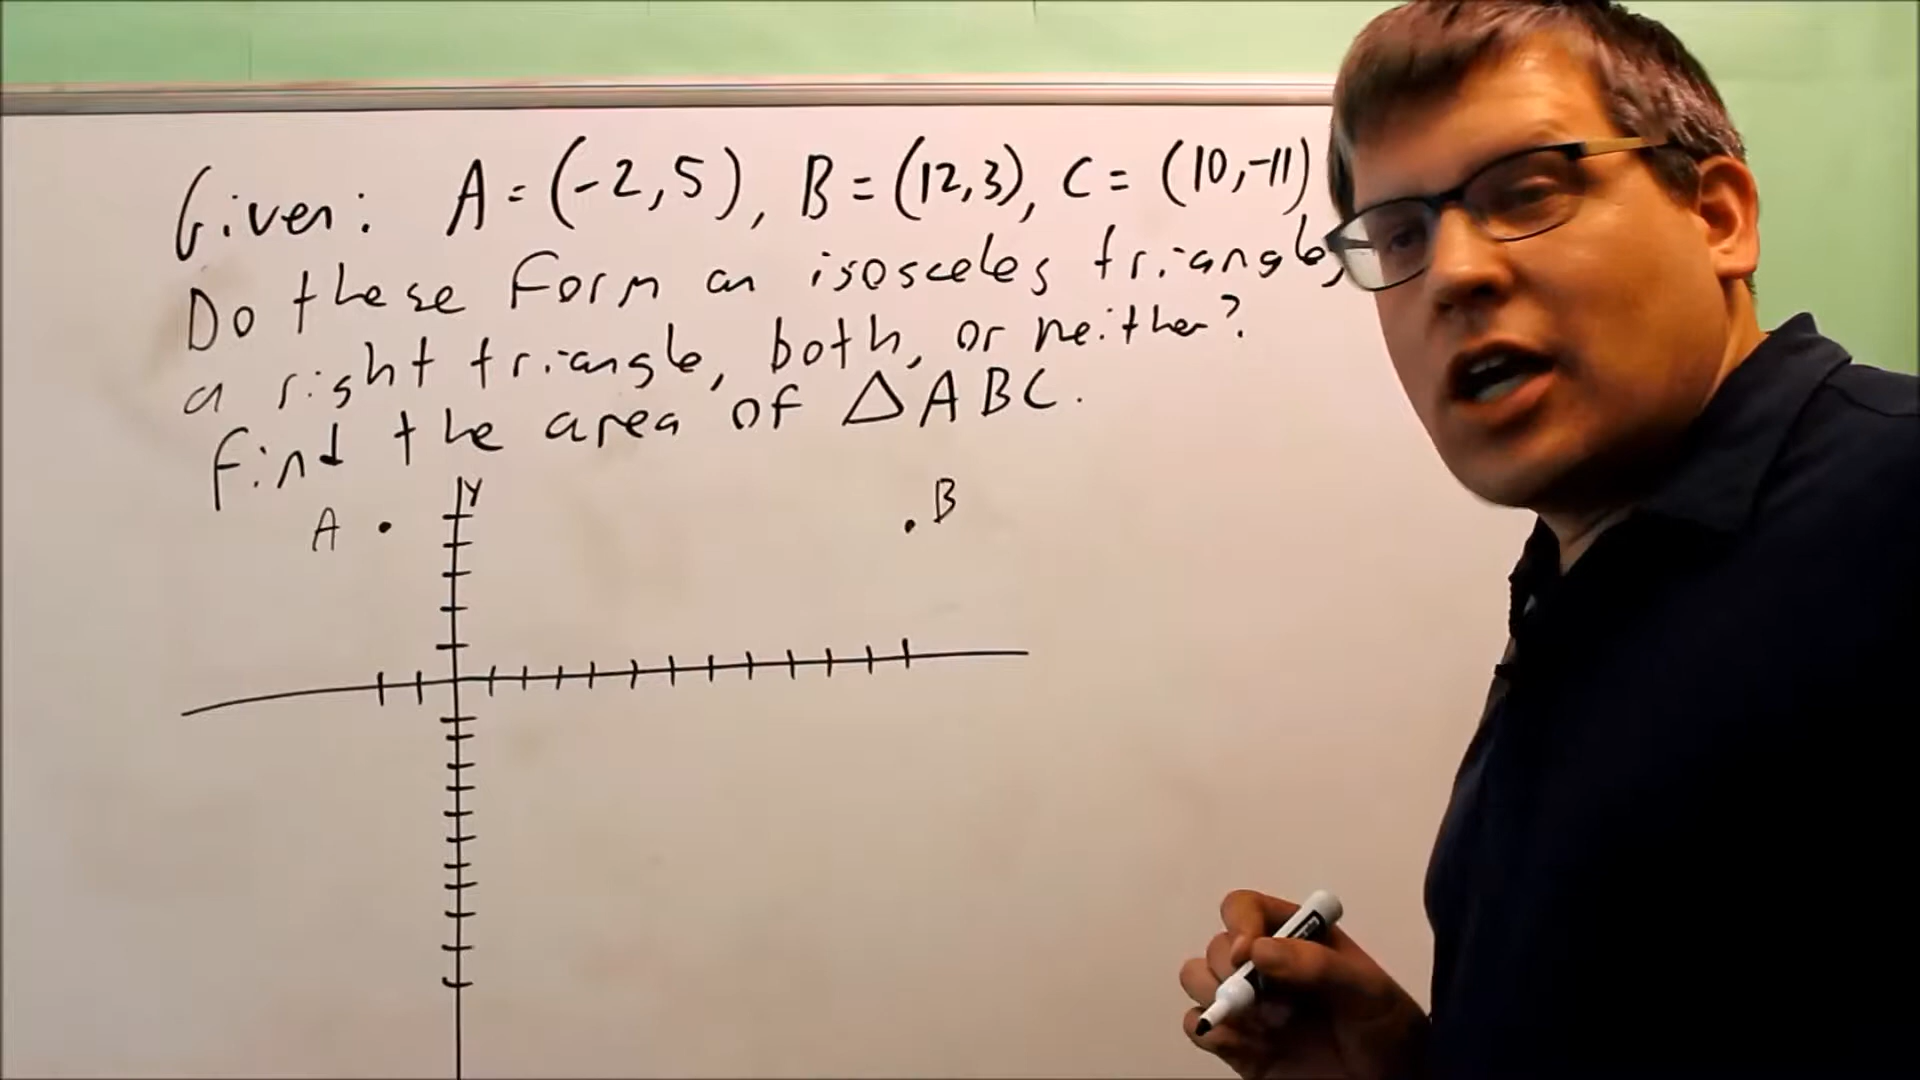 Given: A = (-2,5), B = (12,3), C = (10,-11)
Do these form an isosceles triangle,
a right triangle, both, or neither?
Find the area of △ABC.
y
A
B